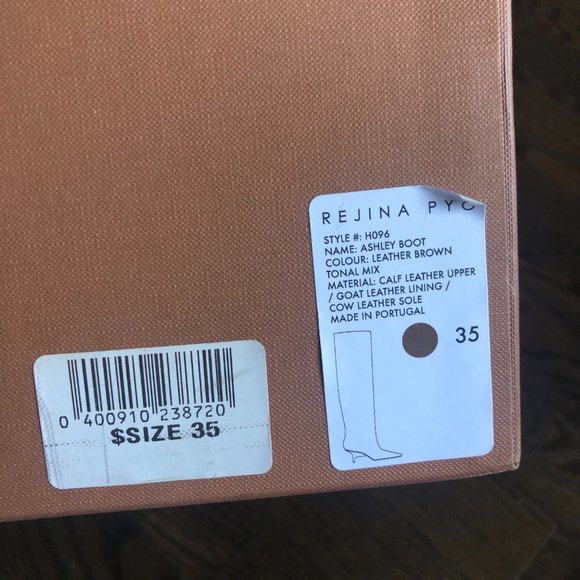 REJINA PYO
STYLE #: H096
NAME: ASHLEY BOOT
COLOUR: LEATHER BROWN
TONAL MIX
MATERIAL: CALF LEATHER UPPER
/ GOAT LEATHER LINING /
COW LEATHER SOLE
MADE IN PORTUGAL
35
0 400910 238720
$SIZE 35